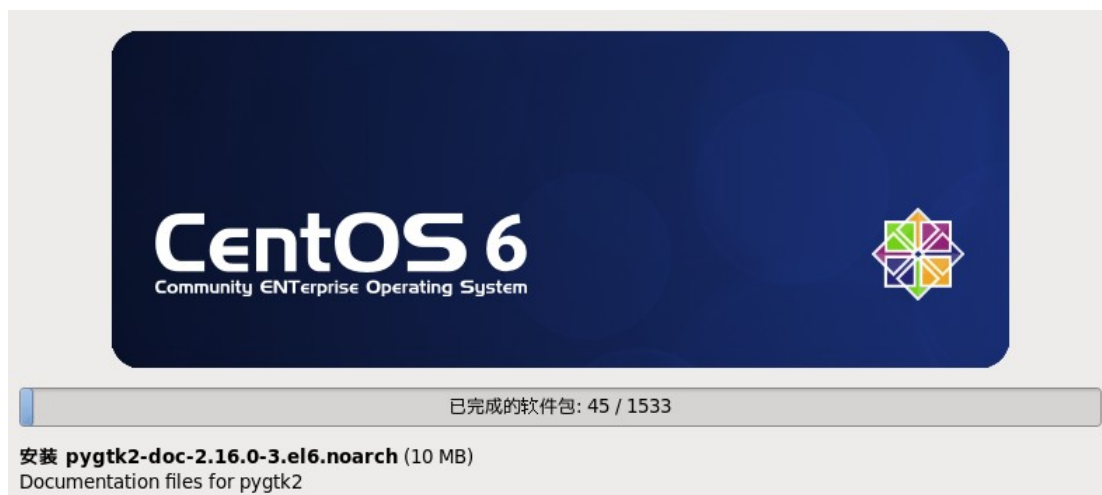 CentOS 6
Community ENTerprise Operating System
已完成的软件包: 45 / 1533
安装 pygtk2-doc-2.16.0-3.el6.noarch (10 MB)
Documentation files for pygtk2